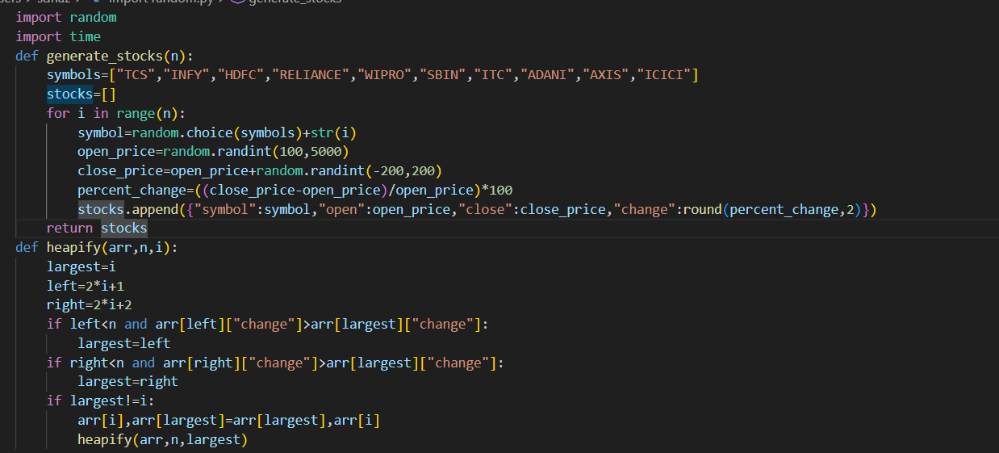 import random.py generate_stocks
import random
import time
def generate_stocks(n):
    symbols=["TCS","INFY","HDFC","RELIANCE","WIPRO","SBIN","ITC","ADANI","AXIS","ICICI"]
    stocks=[]
    for i in range(n):
        symbol=random.choice(symbols)+str(i)
        open_price=random.randint(100,5000)
        close_price=open_price+random.randint(-200,200)
        percent_change=((close_price-open_price)/open_price)*100
        stocks.append({"symbol":symbol,"open":open_price,"close":close_price,"change":round(percent_change,2)})
    return stocks
def heapify(arr,n,i):
    largest=i
    left=2*i+1
    right=2*i+2
    if left<n and arr[left]["change"]>arr[largest]["change"]:
        largest=left
    if right<n and arr[right]["change"]>arr[largest]["change"]:
        largest=right
    if largest!=i:
        arr[i],arr[largest]=arr[largest],arr[i]
        heapify(arr,n,largest)